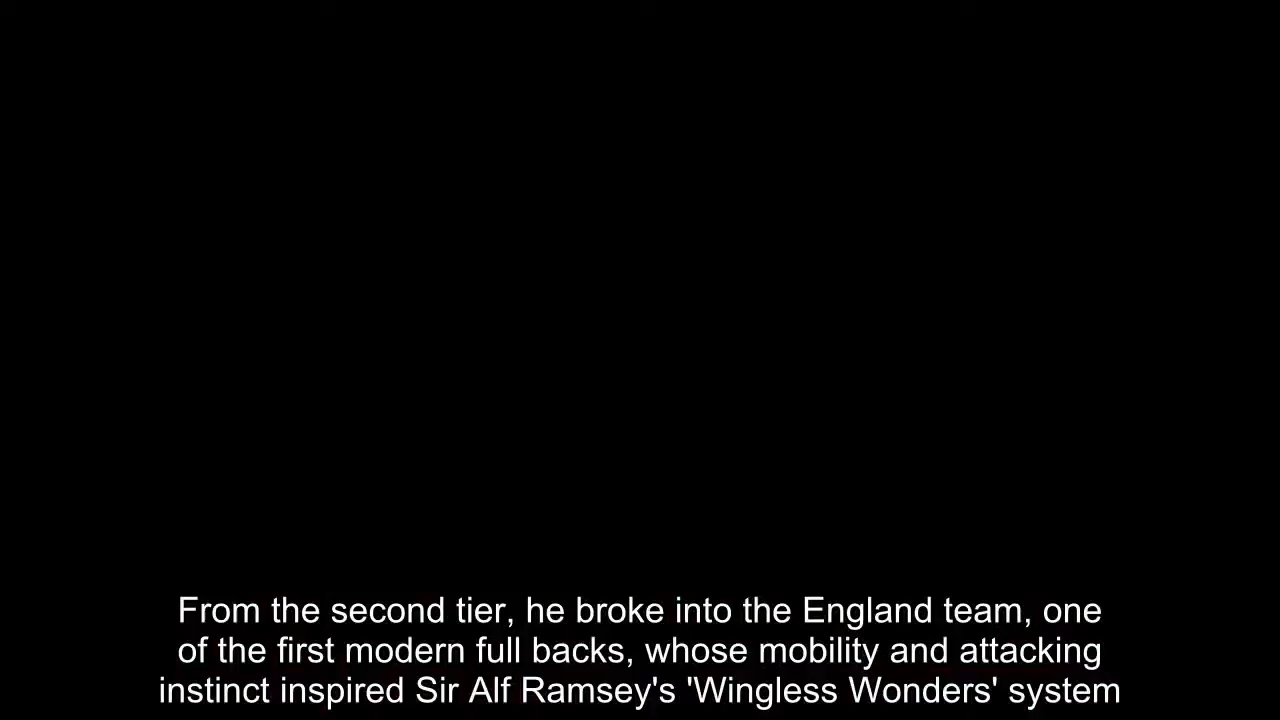 From the second tier, he broke into the England team, one
of the first modern full backs, whose mobility and attacking
instinct inspired Sir Alf Ramsey's 'Wingless Wonders' system